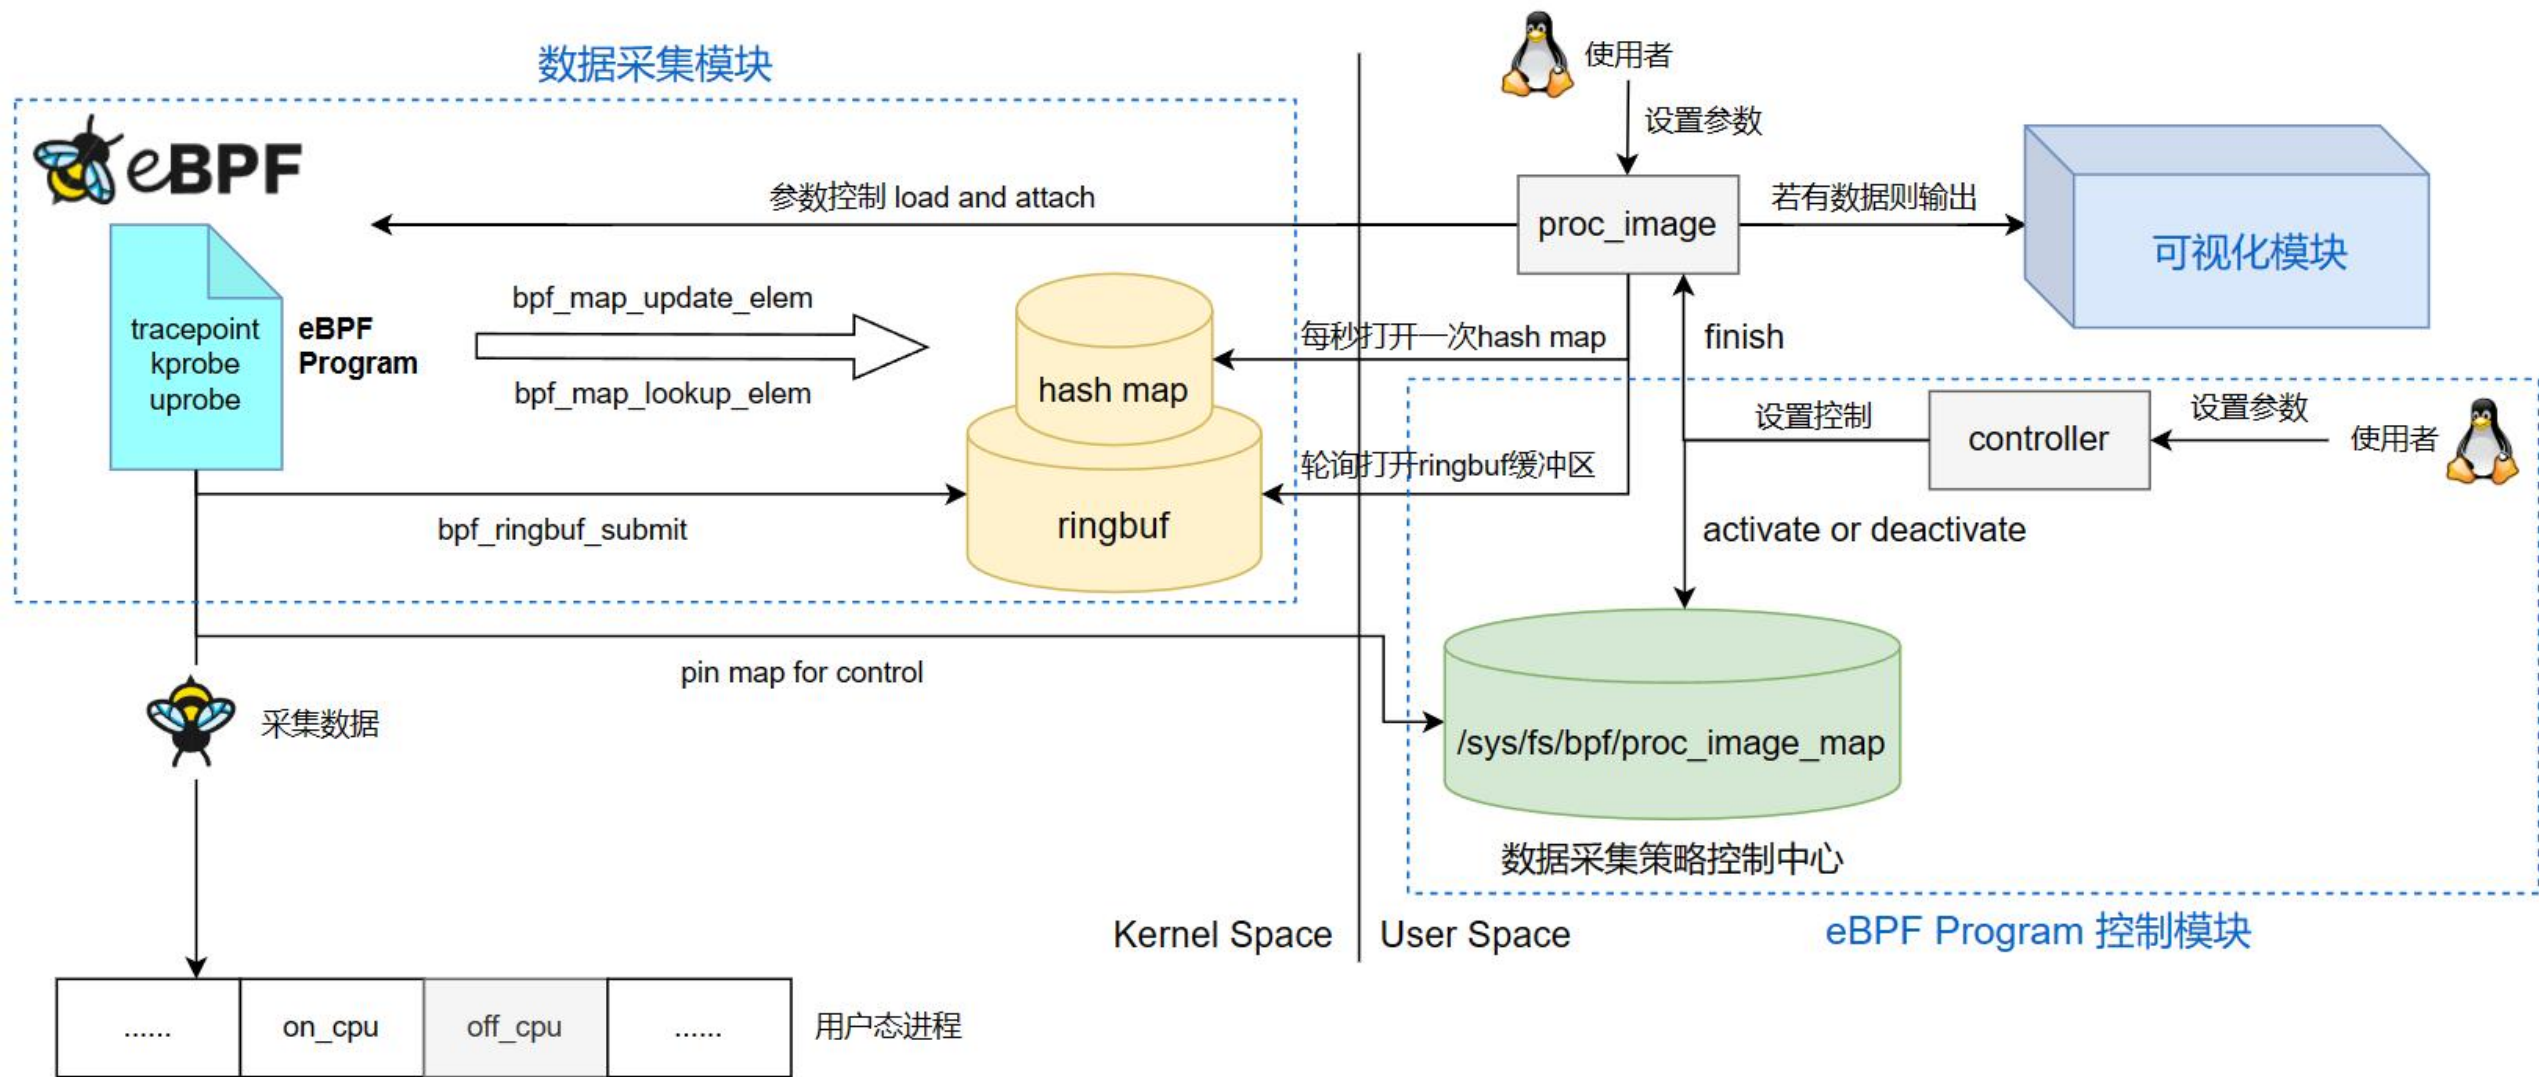 数据采集模块
使用者
设置参数
eBPF
参数控制 load and attach
proc_image
若有数据则输出
可视化模块
tracepoint
kprobe
uprobe
eBPF
Program
bpf_map_update_elem
bpf_map_lookup_elem
hash map
每秒打开一次hash map
finish
设置控制
controller
设置参数
使用者
轮询打开ringbuf缓冲区
bpf_ringbuf_submit
ringbuf
activate or deactivate
pin map for control
采集数据
/sys/fs/bpf/proc_image_map
数据采集策略控制中心
Kernel Space
User Space
eBPF Program 控制模块
......
on_cpu
off_cpu
......
用户态进程